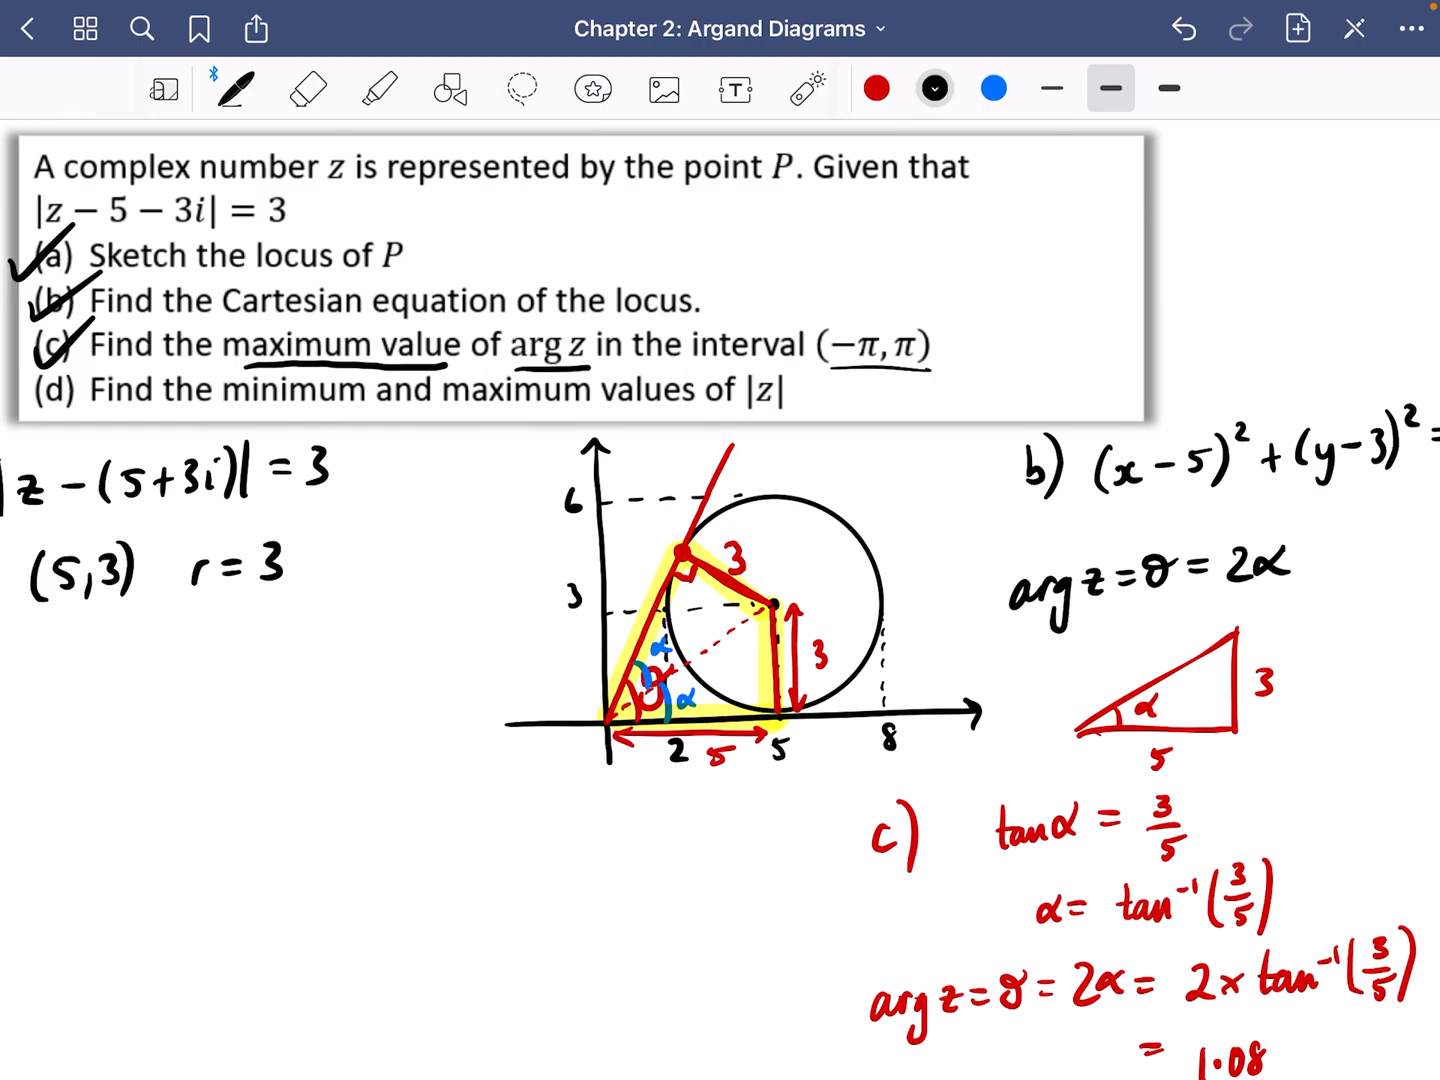 Chapter 2: Argand Diagrams
A complex number z is represented by the point P. Given that
|z − 5 − 3i| = 3
(a) Sketch the locus of P
(b) Find the Cartesian equation of the locus.
(c) Find the maximum value of arg z in the interval (−π, π)
(d) Find the minimum and maximum values of |z|
|z − (5+3i)| = 3
(5,3) r = 3
6
3
3
3
α
θ
α
2
5
5
8
b) (x − 5)² + (y − 3)² =
arg z = θ = 2α
α
3
5
c) tanα = 3/5
α = tan⁻¹(3/5)
arg z = θ = 2α = 2 × tan⁻¹(3/5)
= 1.08